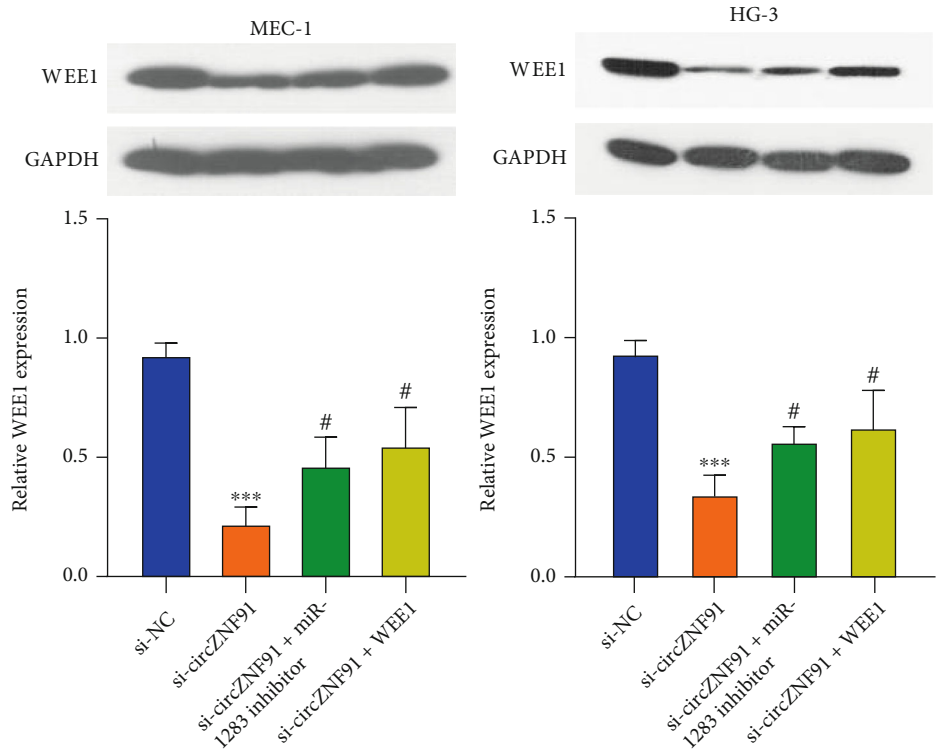 MEC-1
WEE1
GAPDH
1.5
1.0
0.5
0.0
Relative WEE1 expression
***
#
#
si-NC
si-circZNF91
si-circZNF91 + miR-
1283 inhibitor
si-circZNF91 + WEE1
HG-3
WEE1
GAPDH
1.5
1.0
0.5
0.0
Relative WEE1 expression
***
#
#
si-NC
si-circZNF91
si-circZNF91 + miR-
1283 inhibitor
si-circZNF91 + WEE1